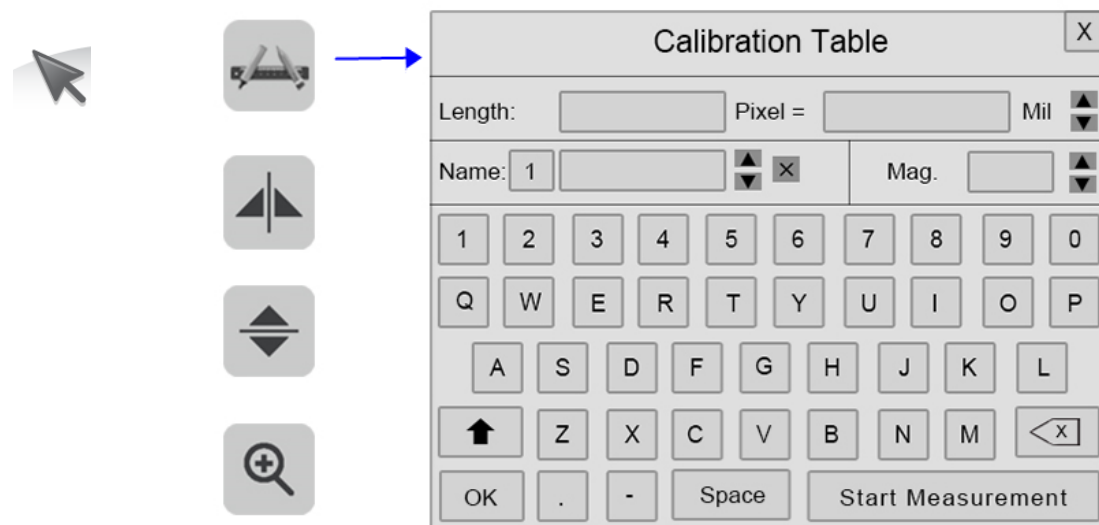 Calibration Table X
Length: Pixel = Mil
Name: 1 X Mag.
1 2 3 4 5 6 7 8 9 0
Q W E R T Y U I O P
A S D F G H J K L
Z X C V B N M X
OK . - Space Start Measurement